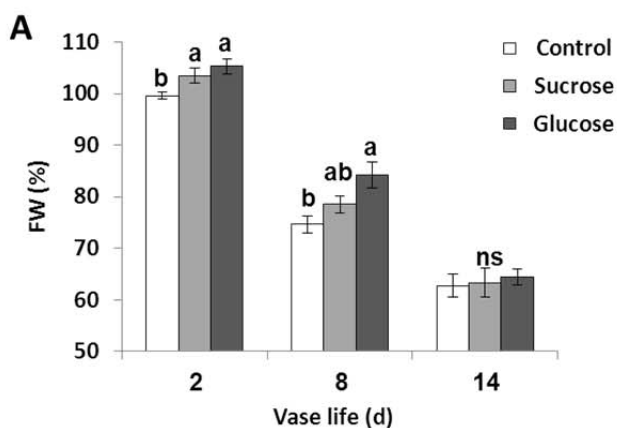 A
110
100
90
80
70
60
50
FW (%)
b a a
b ab a
ns
Control
Sucrose
Glucose
2 8 14
Vase life (d)